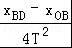 x_BD − x_OB
4T²